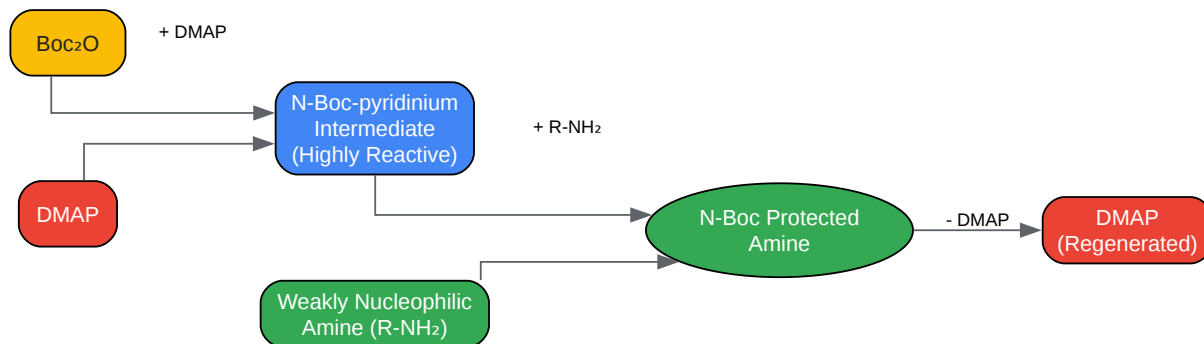 Boc₂O
+ DMAP
N-Boc-pyridinium
Intermediate
(Highly Reactive)
+ R-NH₂
DMAP
N-Boc Protected
Amine
- DMAP
DMAP
(Regenerated)
Weakly Nucleophilic
Amine (R-NH₂)